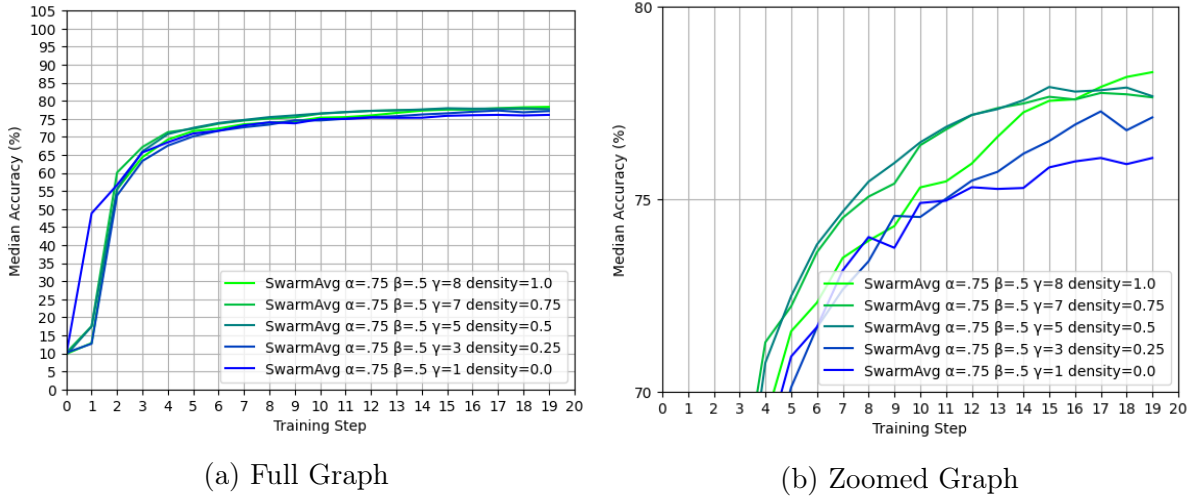 105
100
95
90
85
80
75
70
65
60
55
50
45
40
35
30
25
20
15
10
5
0
Median Accuracy (%)
SwarmAvg α=.75 β=.5 γ=8 density=1.0
SwarmAvg α=.75 β=.5 γ=7 density=0.75
SwarmAvg α=.75 β=.5 γ=5 density=0.5
SwarmAvg α=.75 β=.5 γ=3 density=0.25
SwarmAvg α=.75 β=.5 γ=1 density=0.0
0 1 2 3 4 5 6 7 8 9 10 11 12 13 14 15 16 17 18 19 20
Training Step
(a) Full Graph
80
75
70
Median Accuracy (%)
SwarmAvg α=.75 β=.5 γ=8 density=1.0
SwarmAvg α=.75 β=.5 γ=7 density=0.75
SwarmAvg α=.75 β=.5 γ=5 density=0.5
SwarmAvg α=.75 β=.5 γ=3 density=0.25
SwarmAvg α=.75 β=.5 γ=1 density=0.0
0 1 2 3 4 5 6 7 8 9 10 11 12 13 14 15 16 17 18 19 20
Training Step
(b) Zoomed Graph